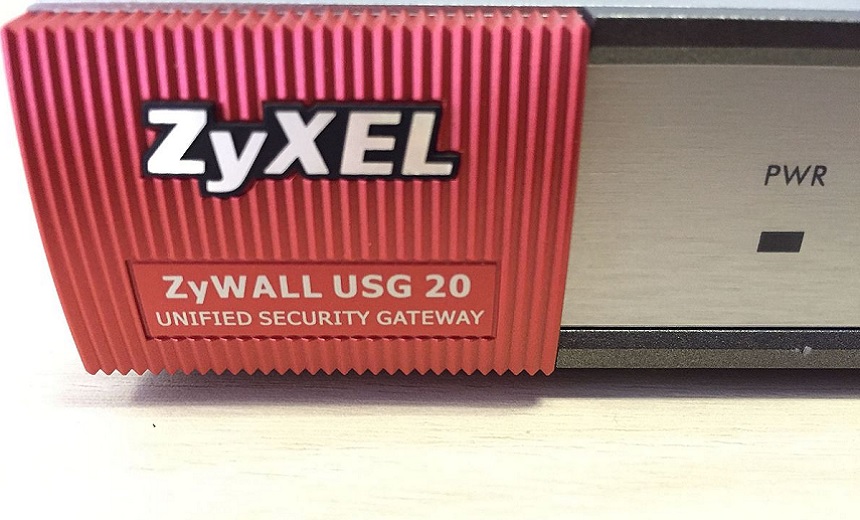 ZyXEL
ZyWALL USG 20
UNIFIED SECURITY GATEWAY
PWR